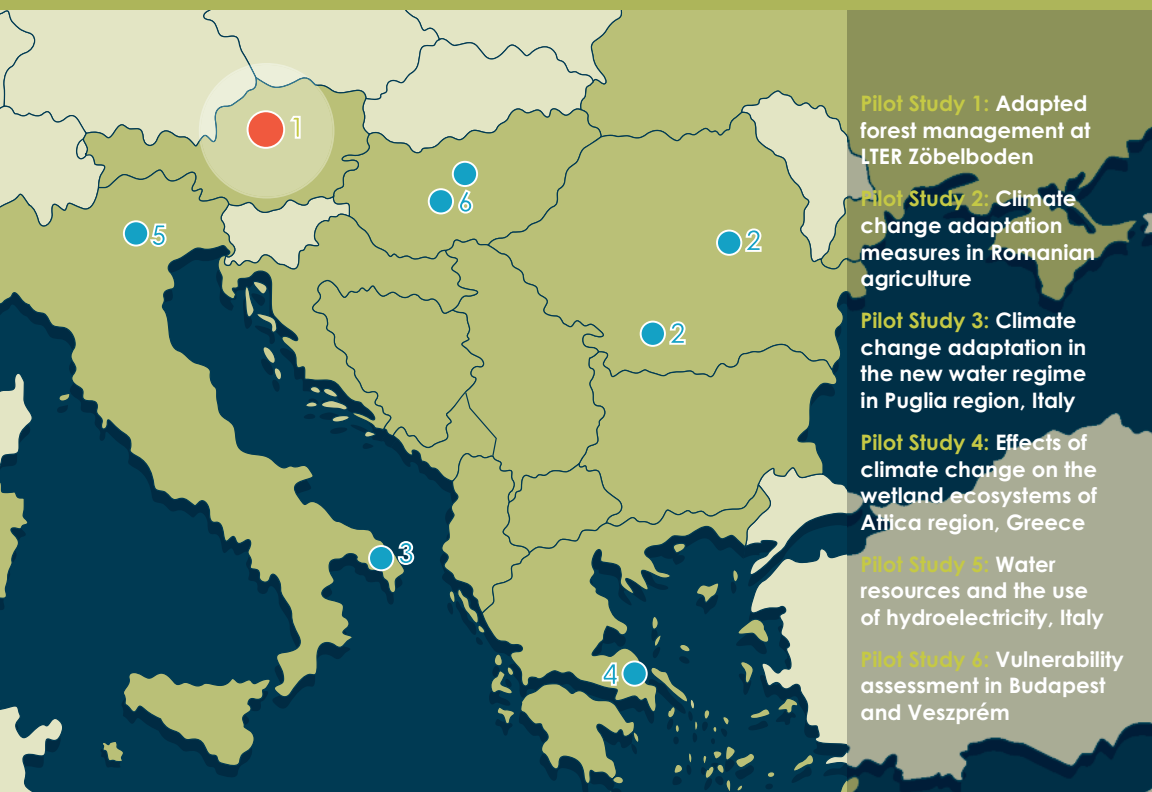 1
6
5
2
2
3
4
Pilot Study 1: Adapted
forest management at
LTER Zöbelboden
Pilot Study 2: Climate
change adaptation
measures in Romanian
agriculture
Pilot Study 3: Climate
change adaptation in
the new water regime
in Puglia region, Italy
Pilot Study 4: Effects of
climate change on the
wetland ecosystems of
Attica region, Greece
Pilot Study 5: Water
resources and the use
of hydroelectricity, Italy
Pilot Study 6: Vulnerability
assessment in Budapest
and Veszprém